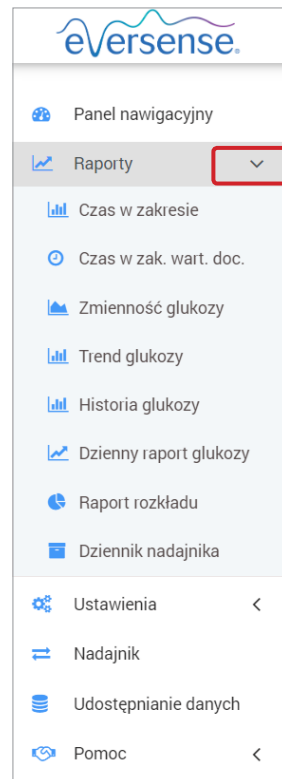 eversense.
Panel nawigacyjny
Raporty
Czas w zakresie
Czas w zak. wart. doc.
Zmienność glukozy
Trend glukozy
Historia glukozy
Dzienny raport glukozy
Raport rozkładu
Dziennik nadajnika
Ustawienia
Nadajnik
Udostępnianie danych
Pomoc